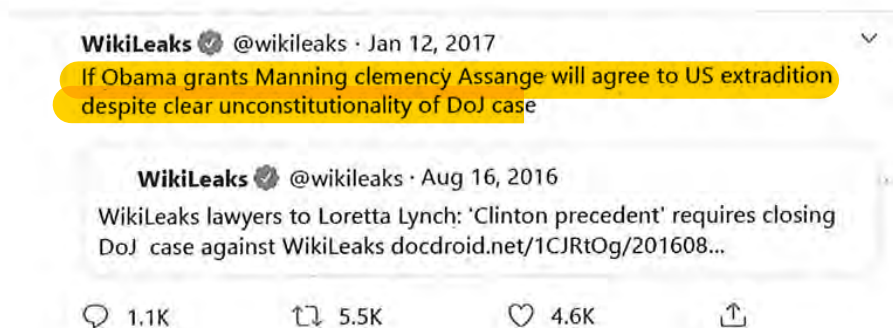 WikiLeaks @wikileaks · Jan 12, 2017
If Obama grants Manning clemency Assange will agree to US extradition
despite clear unconstitutionality of DoJ case
WikiLeaks @wikileaks · Aug 16, 2016
WikiLeaks lawyers to Loretta Lynch: 'Clinton precedent' requires closing
DoJ case against WikiLeaks docdroid.net/1CJRtOg/201608...
1.1K 5.5K 4.6K